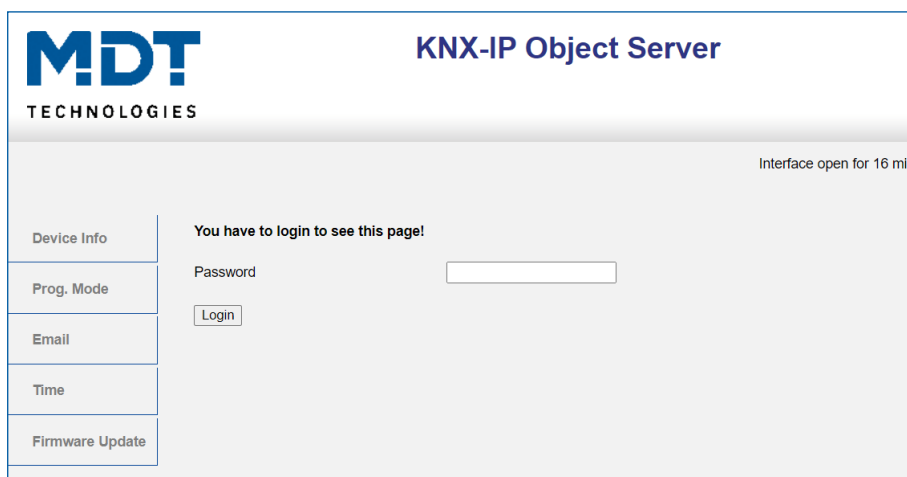 MDT
TECHNOLOGIES
KNX-IP Object Server
Interface open for 16 mi
Device Info
Prog. Mode
Email
Time
Firmware Update
You have to login to see this page!
Password
Login